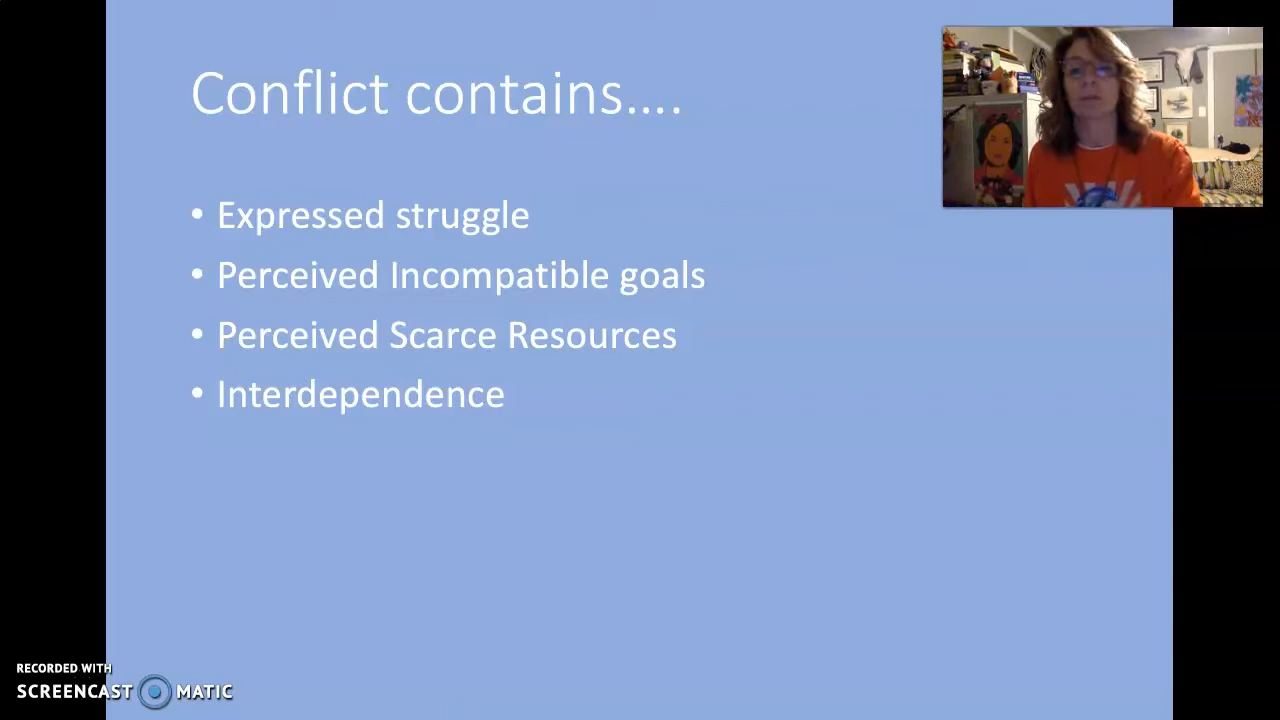 Conflict contains....
• Expressed struggle
• Perceived Incompatible goals
• Perceived Scarce Resources
• Interdependence
RECORDED WITH
SCREENCAST MATIC